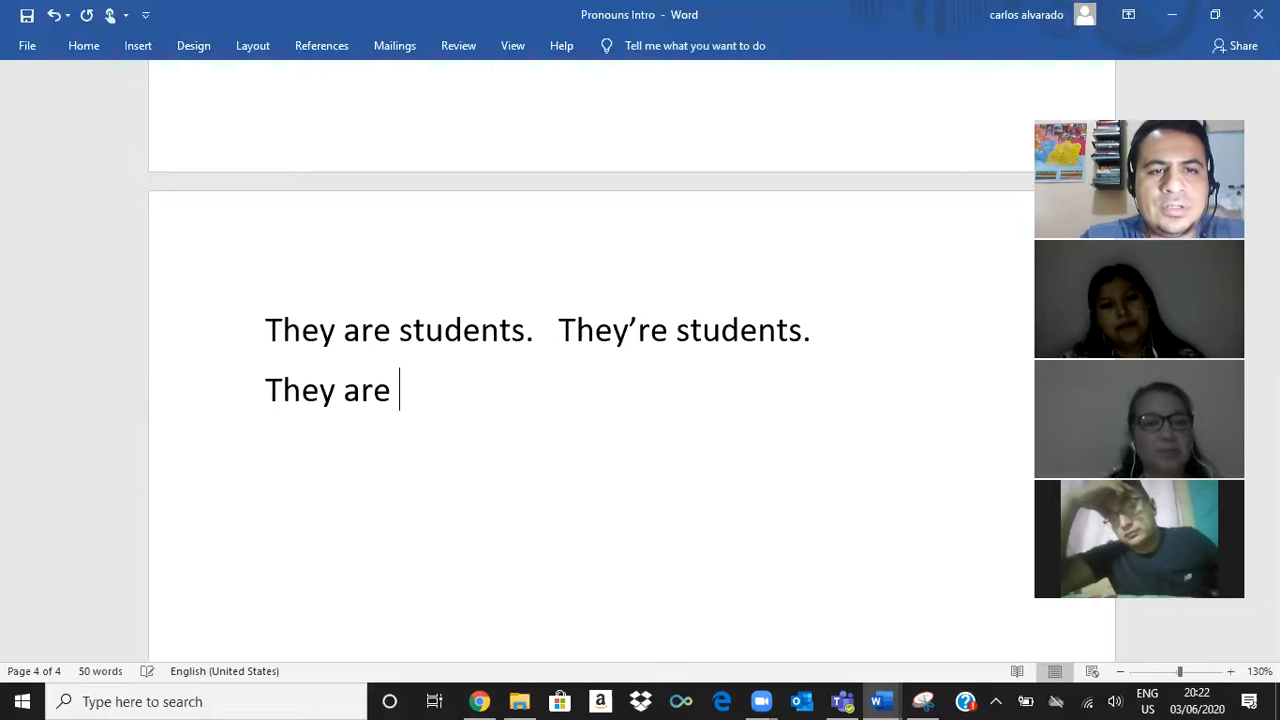 Pronouns Intro - Word
carlos alvarado
File Home Insert Design Layout References Mailings Review View Help Tell me what you want to do Share
They are students. They’re students.
They are
Page 4 of 4 50 words English (United States) 130%
Type here to search
ENG 20:22
US 03/06/2020